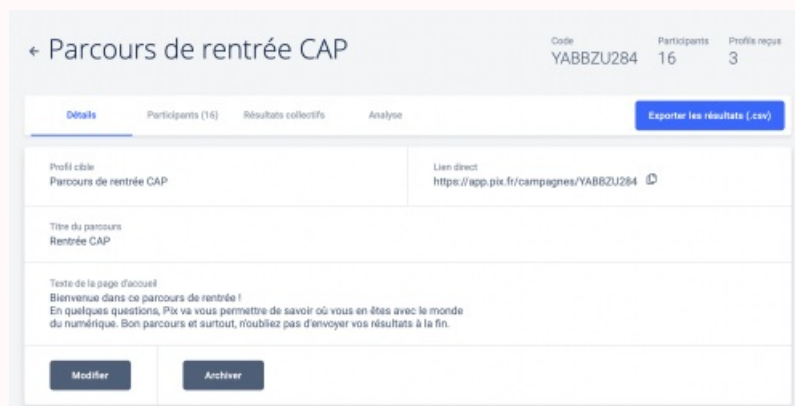 ← Parcours de rentrée CAP
Code
YABBZU284
Participants
16
Profils reçus
3
Détails
Participants (16)
Résultats collectifs
Analyse
Exporter les résultats (.csv)
Profil cible
Parcours de rentrée CAP
Lien direct
https://app.pix.fr/campagnes/YABBZU284
Titre du parcours
Rentrée CAP
Texte de la page d'accueil
Bienvenue dans ce parcours de rentrée !
En quelques questions, Pix va vous permettre de savoir où vous en êtes avec le monde
du numérique. Bon parcours et surtout, n'oubliez pas d'envoyer vos résultats à la fin.
Modifier
Archiver